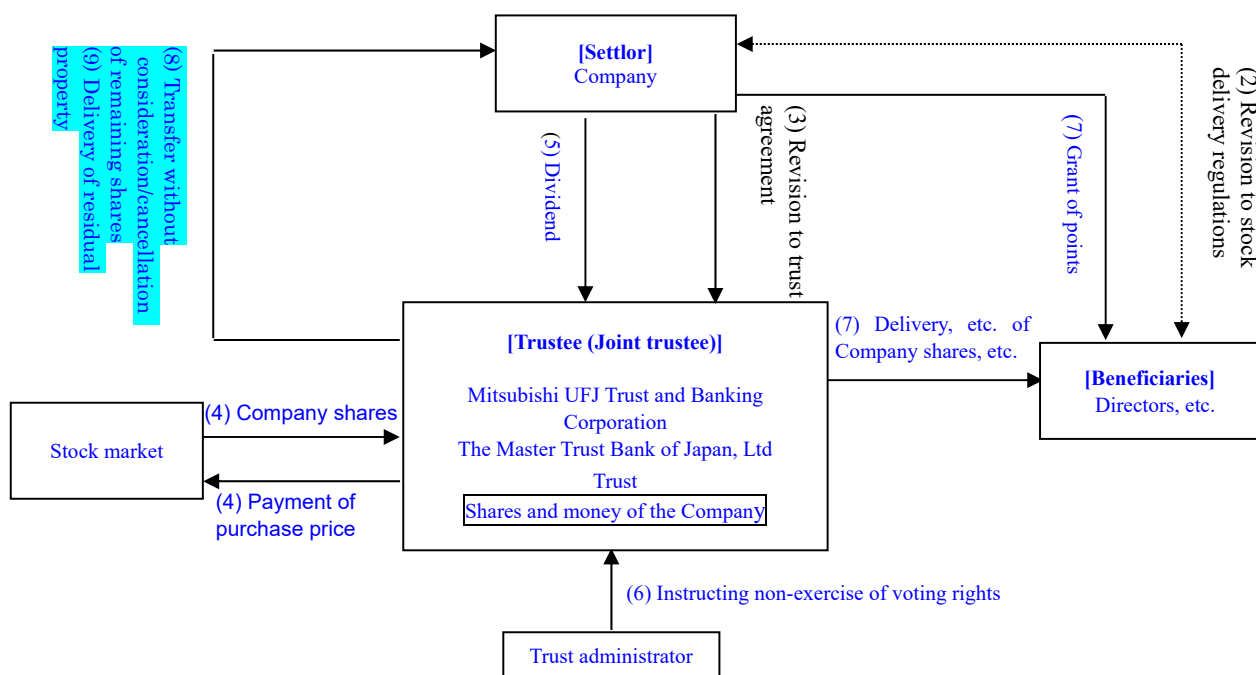 [Settlor]
Company
(8) Transfer without
consideration/cancellation
of remaining shares
(9) Delivery of residual
property
(5) Dividend
(3) Revision to trust
agreement
(7) Grant of points
(2) Revision to stock
delivery regulations
[Trustee (Joint trustee)]
Mitsubishi UFJ Trust and Banking
Corporation
The Master Trust Bank of Japan, Ltd
Trust
Shares and money of the Company
(7) Delivery, etc. of
Company shares, etc.
[Beneficiaries]
Directors, etc.
Stock market
(4) Company shares
(4) Payment of
purchase price
(6) Instructing non-exercise of voting rights
Trust administrator